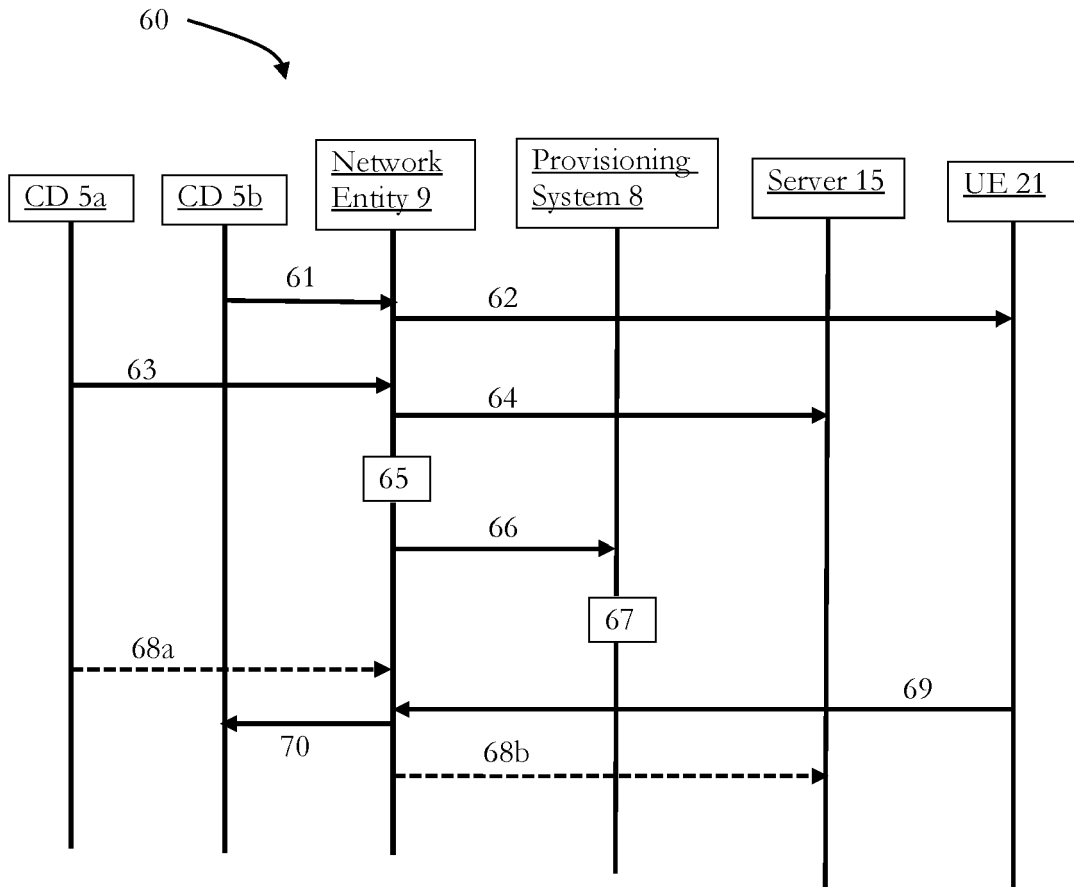 60
CD 5a
CD 5b
Network
Entity 9
Provisioning
System 8
Server 15
UE 21
61
62
63
64
65
66
67
68a
69
70
68b